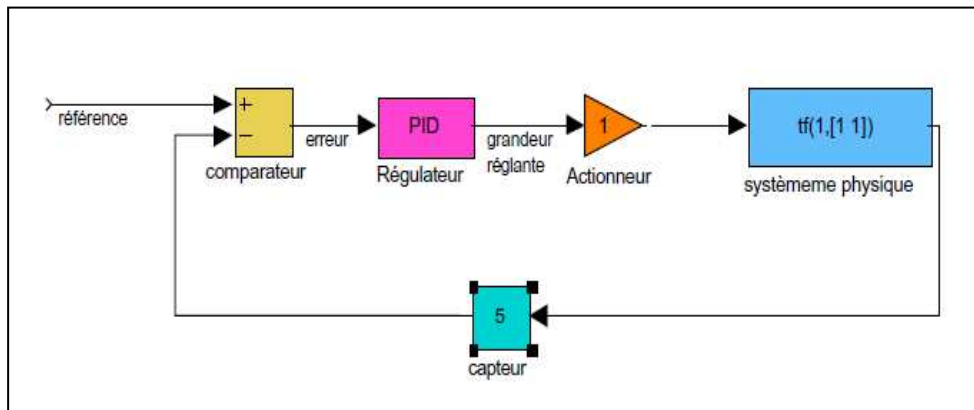 référence
+
−
comparateur
erreur
PID
Régulateur
grandeur
réglante
1
Actionneur
tf(1,[1 1])
systèmeme physique
5
capteur